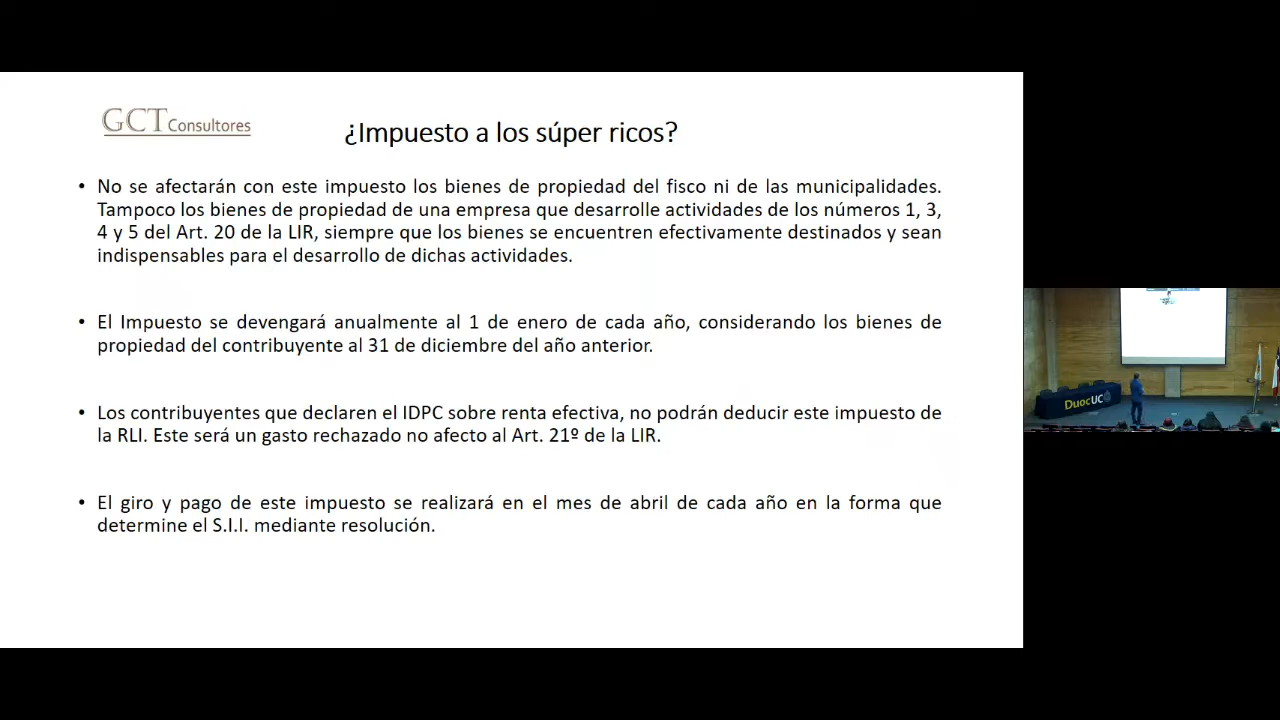 GCT Consultores
¿Impuesto a los súper ricos?
• No se afectarán con este impuesto los bienes de propiedad del fisco ni de las municipalidades.
Tampoco los bienes de propiedad de una empresa que desarrolle actividades de los números 1, 3,
4 y 5 del Art. 20 de la LIR, siempre que los bienes se encuentren efectivamente destinados y sean
indispensables para el desarrollo de dichas actividades.
• El Impuesto se devengará anualmente al 1 de enero de cada año, considerando los bienes de
propiedad del contribuyente al 31 de diciembre del año anterior.
• Los contribuyentes que declaren el IDPC sobre renta efectiva, no podrán deducir este impuesto de
la RLI. Este será un gasto rechazado no afecto al Art. 21º de la LIR.
• El giro y pago de este impuesto se realizará en el mes de abril de cada año en la forma que
determine el S.I.I. mediante resolución.
DuocUC